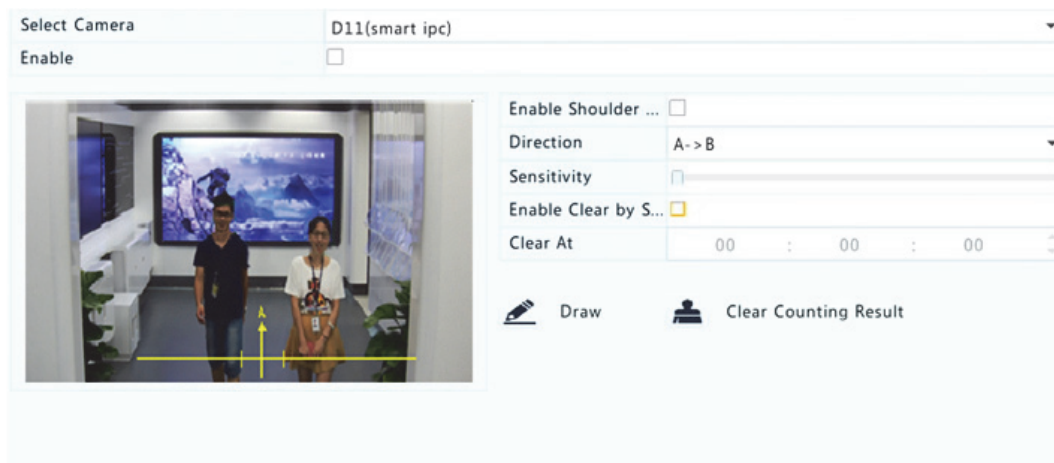 Select Camera D11(smart ipc)
Enable
Enable Shoulder ...
Direction A->B
Sensitivity
Enable Clear by S...
Clear At 00 : 00 : 00
Draw Clear Counting Result
A